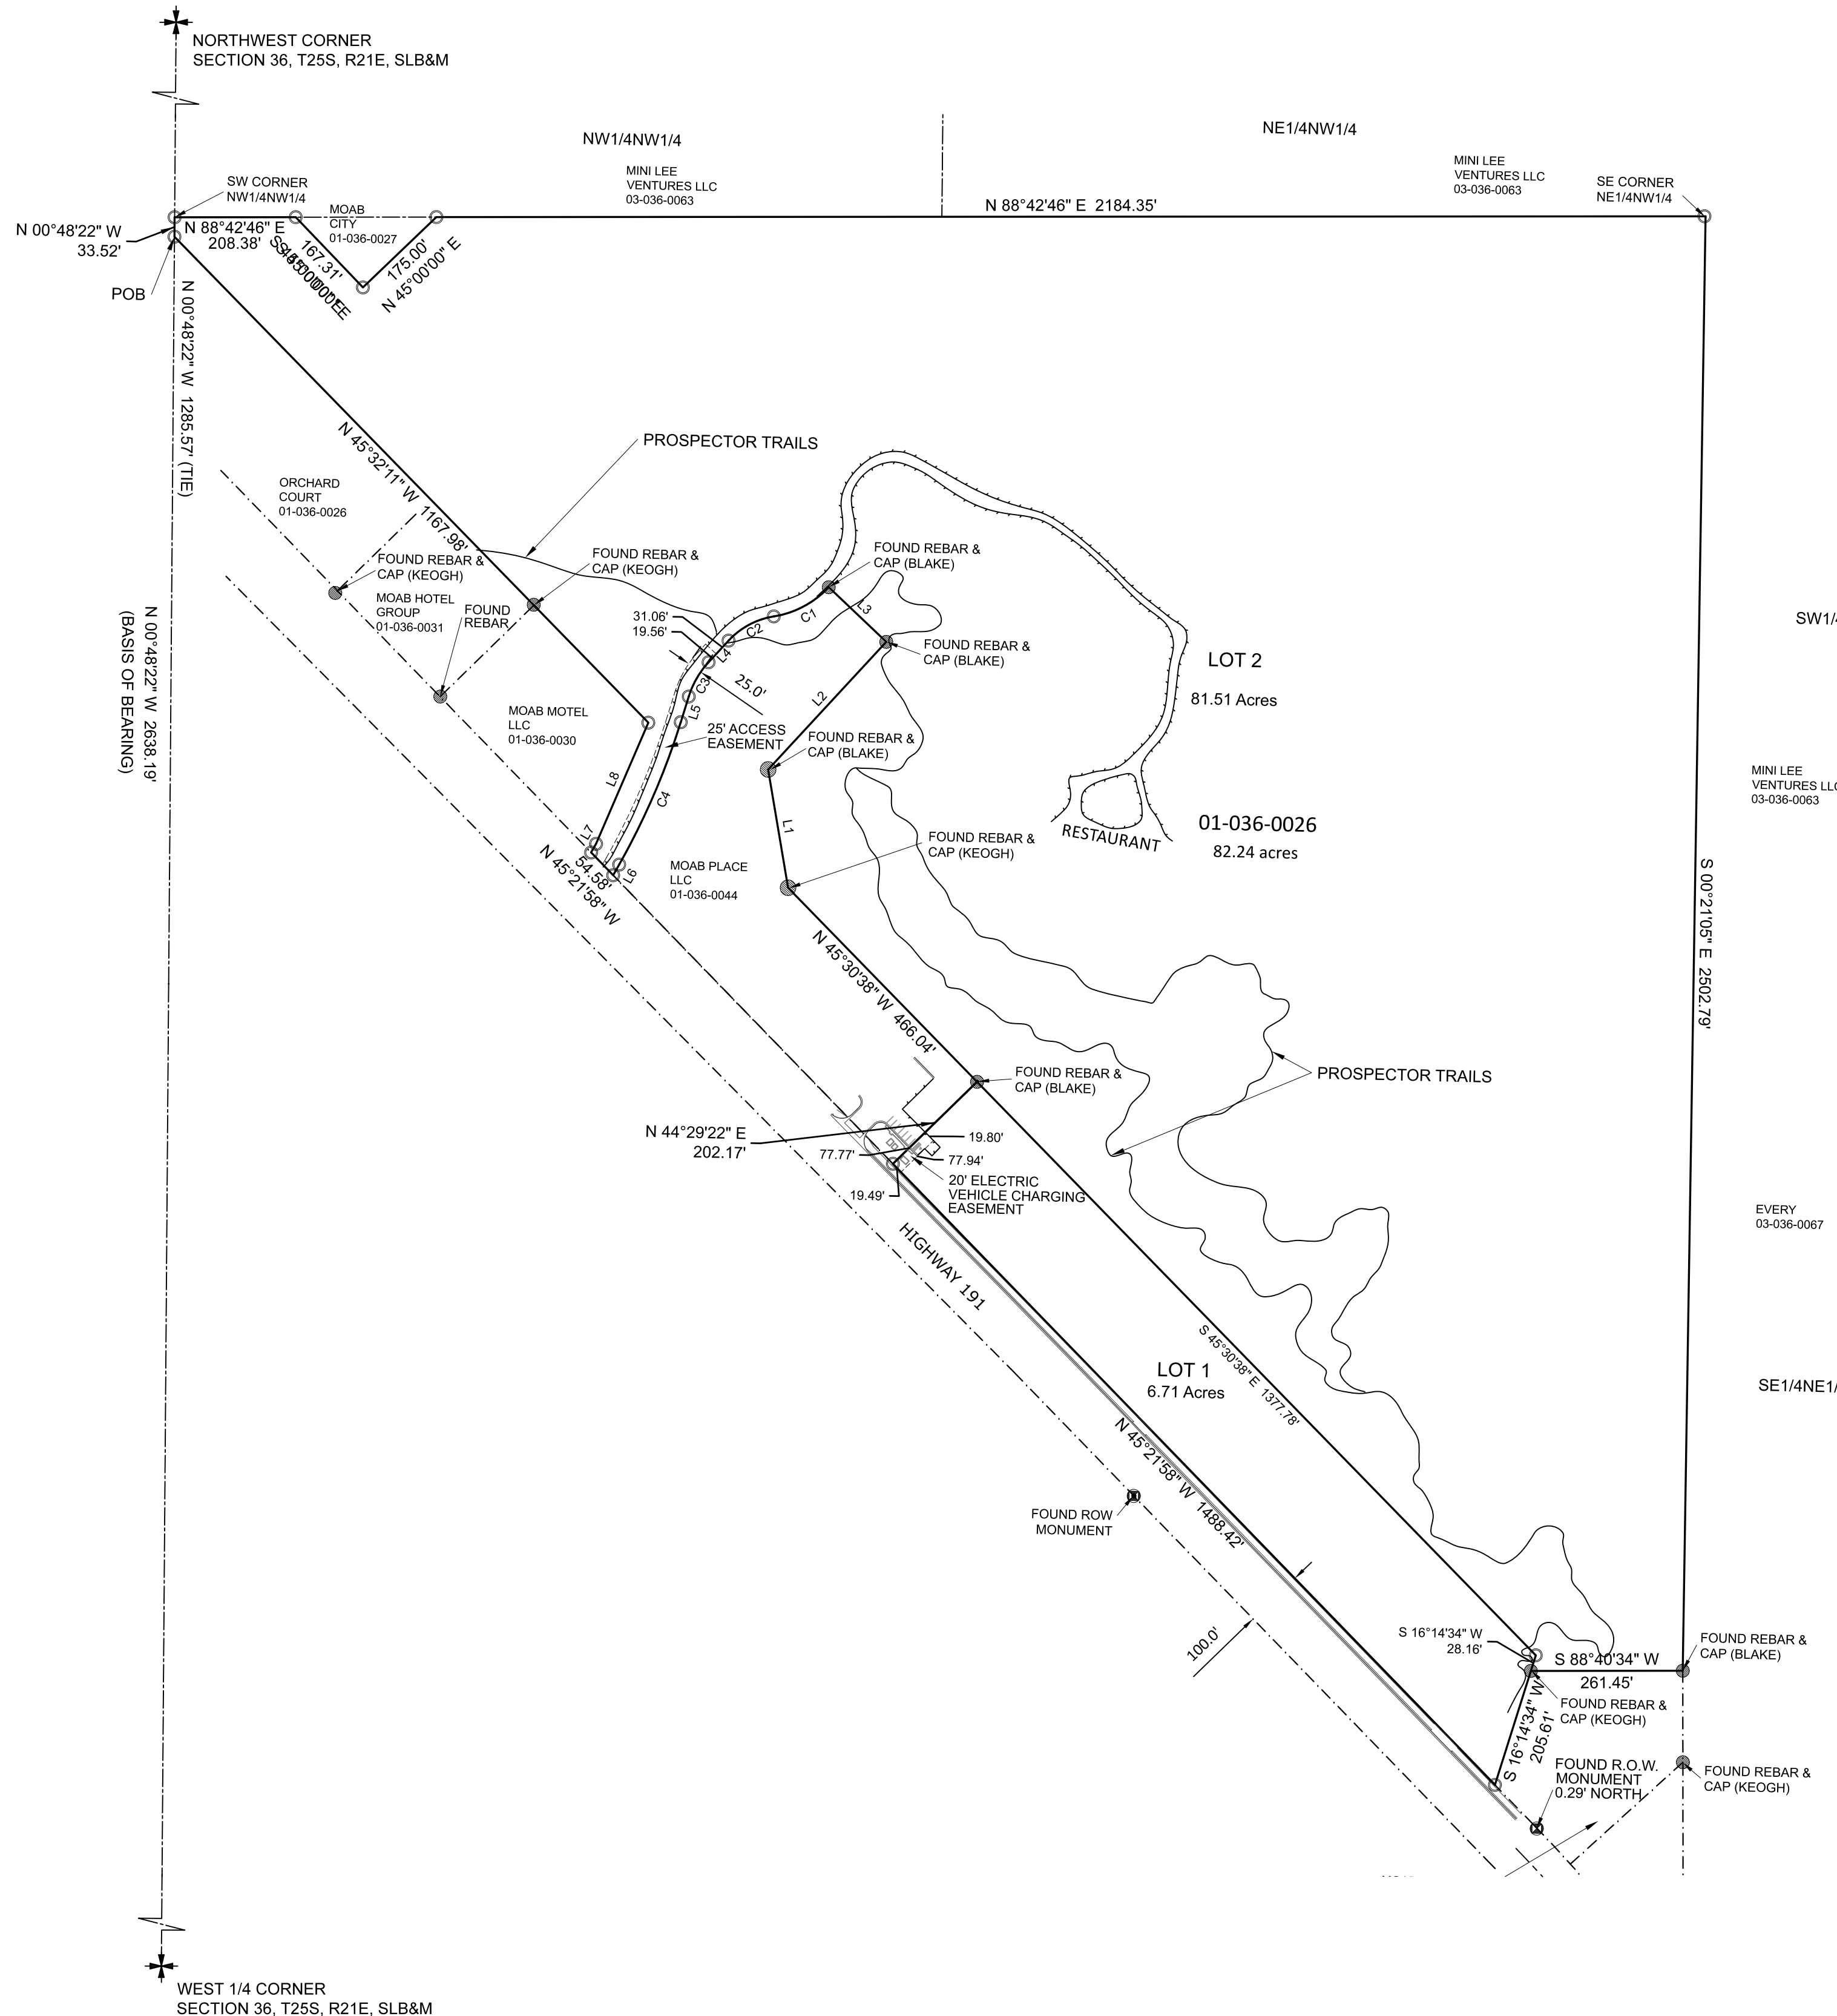 NORTHWEST CORNER
SECTION 36, T25S, R21E, SLB&M
NW1/4NW1/4
NE1/4NW1/4
MINI LEE
VENTURES LLC
03-036-0063
MINI LEE
VENTURES LLC
03-036-0063
SW CORNER
NW1/4NW1/4
SE CORNER
NE1/4NW1/4
N 88°42'46" E 2184.35'
MOAB
CITY
01-036-0027
N 00°48'22" W
33.52'
N 88°42'46" E
208.38'
167.31'
175.00'
N 45°00'00" E
POB
N 00°48'22" W 1285.57' (TIE)
N 45°32'11" W 1167.98'
PROSPECTOR TRAILS
ORCHARD
COURT
01-036-0026
FOUND REBAR &
CAP (KEOGH)
FOUND REBAR &
CAP (KEOGH)
FOUND REBAR &
CAP (BLAKE)
MOAB HOTEL
GROUP
01-036-0031
FOUND
REBAR
31.06'
19.56'
C2
C1
L3
L4
C3
25.0'
L5
L2
FOUND REBAR &
CAP (BLAKE)
LOT 2
81.51 Acres
SW1/4
N 00°48'22" W 2638.19'
(BASIS OF BEARING)
MOAB MOTEL
LLC
01-036-0030
25' ACCESS
EASEMENT
FOUND REBAR &
CAP (BLAKE)
L8
C4
L1
L7
L6
54.58'
N 45°21'58" W
MOAB PLACE
LLC
01-036-0044
FOUND REBAR &
CAP (KEOGH)
RESTAURANT
01-036-0026
82.24 acres
MINI LEE
VENTURES LLC
03-036-0063
S 00°21'05" E 2502.79'
N 45°30'38" W 466.04'
FOUND REBAR &
CAP (BLAKE)
PROSPECTOR TRAILS
N 44°29'22" E
202.17'
19.80'
77.77'
77.94'
19.49'
20' ELECTRIC
VEHICLE CHARGING
EASEMENT
HIGHWAY 191
EVERY
03-036-0067
S 45°30'38" E 1377.78'
LOT 1
6.71 Acres
SE1/4NE1/
N 45°21'58" W 1488.42'
FOUND ROW
MONUMENT
100.0'
S 16°14'34" W
28.16'
S 88°40'34" W
261.45'
FOUND REBAR &
CAP (BLAKE)
FOUND REBAR &
CAP (KEOGH)
S 16°14'34" W
205.61'
FOUND R.O.W.
MONUMENT
0.29' NORTH
FOUND REBAR &
CAP (KEOGH)
WEST 1/4 CORNER
SECTION 36, T25S, R21E, SLB&M